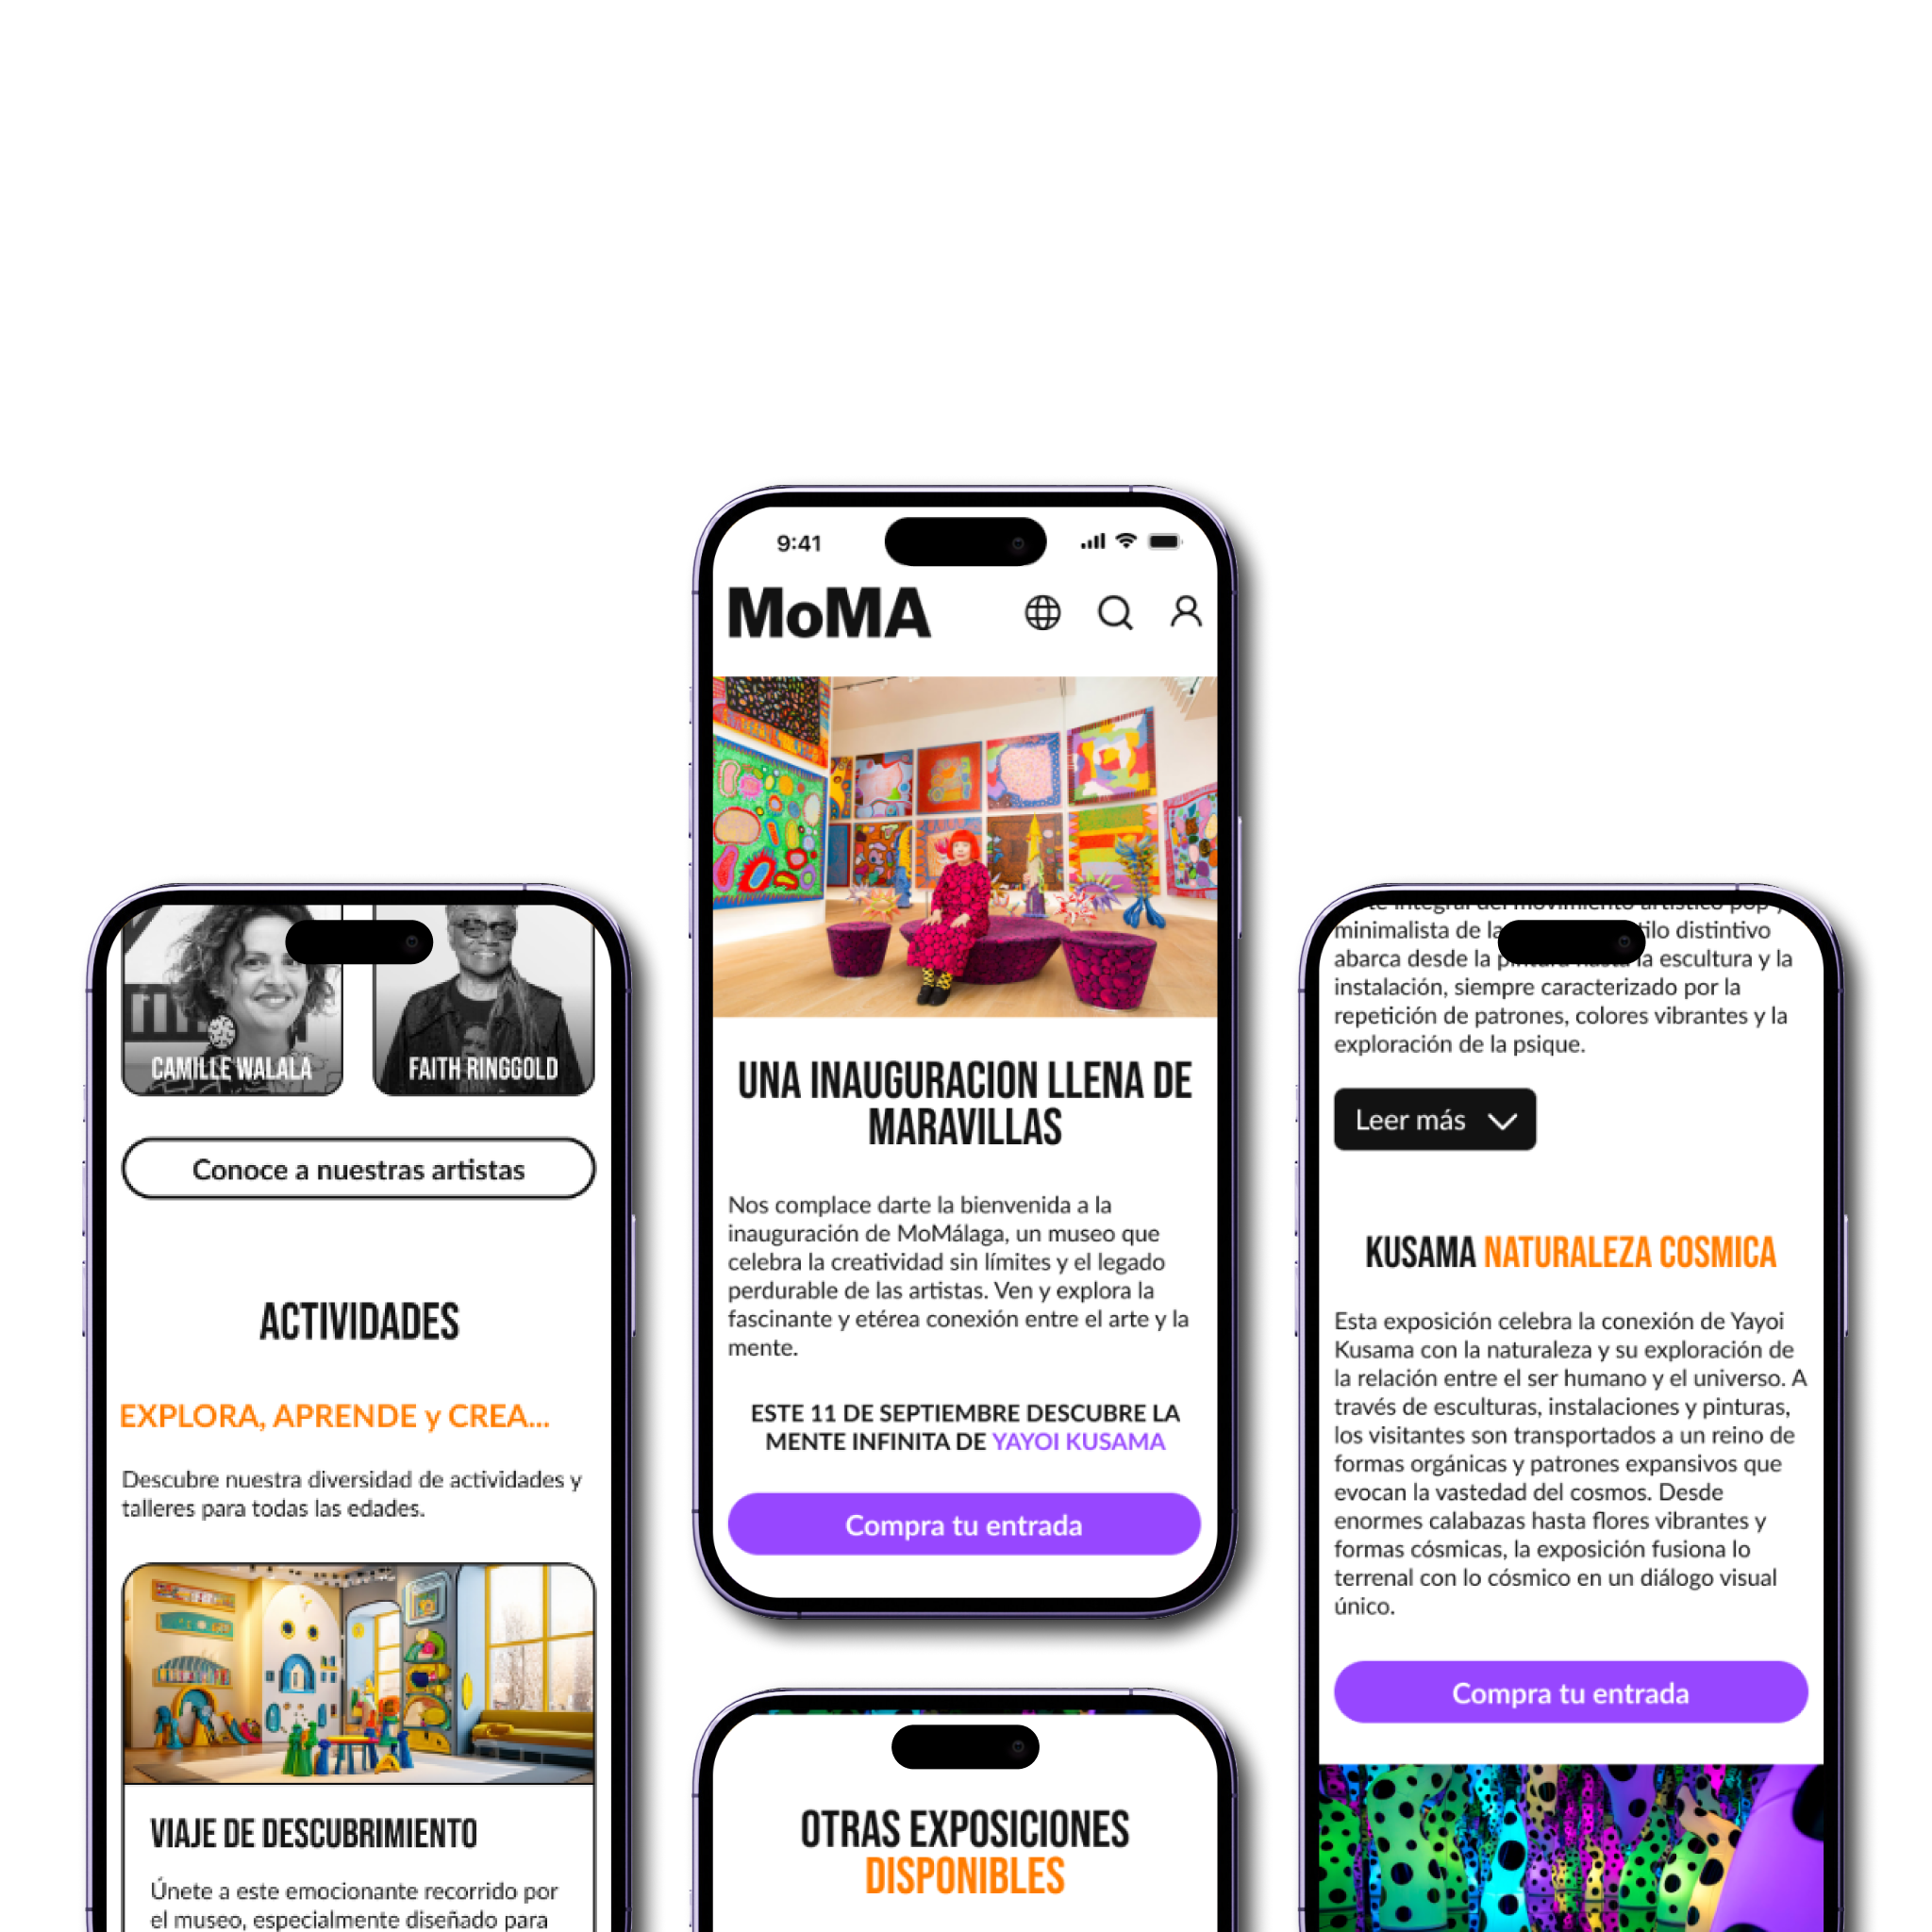 CAMILLE WALALA
FAITH RINGGOLD
Conoce a nuestras artistas
ACTIVIDADES
EXPLORA, APRENDE y CREA...
Descubre nuestra diversidad de actividades y
talleres para todas las edades.
VIAJE DE DESCUBRIMIENTO
Únete a este emocionante recorrido por
el museo, especialmente diseñado para
9:41
MoMA
UNA INAUGURACION LLENA DE
MARAVILLAS
Nos complace darte la bienvenida a la
inauguración de MoMálaga, un museo que
celebra la creatividad sin límites y el legado
perdurable de las artistas. Ven y explora la
fascinante y etérea conexión entre el arte y la
mente.
ESTE 11 DE SEPTIEMBRE DESCUBRE LA
MENTE INFINITA DE YAYOI KUSAMA
Compra tu entrada
OTRAS EXPOSICIONES
DISPONIBLES
integral del movimiento artístico pop y
minimalista de la tilo distintivo
abarca desde la pintura hasta la escultura y la
instalación, siempre caracterizado por la
repetición de patrones, colores vibrantes y la
exploración de la psique.
Leer más
KUSAMA NATURALEZA COSMICA
Esta exposición celebra la conexión de Yayoi
Kusama con la naturaleza y su exploración de
la relación entre el ser humano y el universo. A
través de esculturas, instalaciones y pinturas,
los visitantes son transportados a un reino de
formas orgánicas y patrones expansivos que
evocan la vastedad del cosmos. Desde
enormes calabazas hasta flores vibrantes y
formas cósmicas, la exposición fusiona lo
terrenal con lo cósmico en un diálogo visual
único.
Compra tu entrada